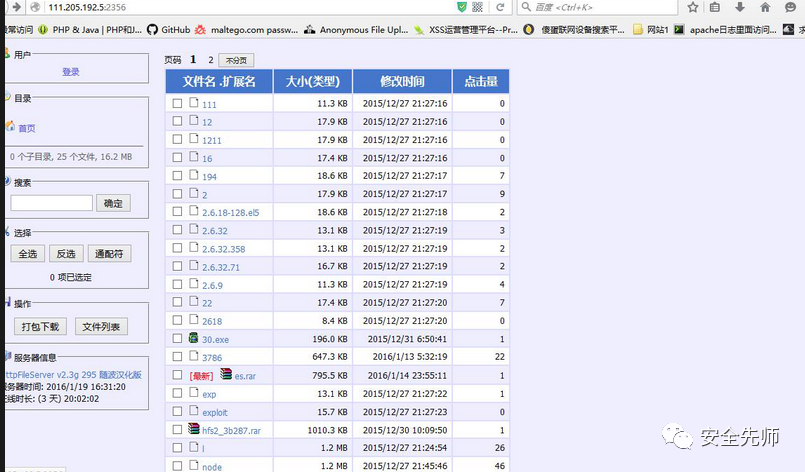 111.205.192.5:2356
百度 <Ctrl+K>
最常访问 PHP & Java | PHP和J... GitHub maltego.com passw... Anonymous File Upl... XSS运营管理平台--Pr... 傻蛋联网设备搜索平... 网站1 apache日志里面访问...
用户
登录
目录
首页
0 个子目录, 25 个文件, 16.2 MB
搜索
确定
选择
全选 反选 通配符
0 项已选定
操作
打包下载 文件列表
服务器信息
HttpFileServer v2.3g 295 随波汉化版
服务器时间: 2016/1/19 16:31:20
在线时长: (3 天) 20:02:02
页码 1 2 不分页
文件名 .扩展名 大小(类型) 修改时间 点击量
111 11.3 KB 2015/12/27 21:27:16 0
12 17.9 KB 2015/12/27 21:27:16 0
1211 17.9 KB 2015/12/27 21:27:16 0
16 17.4 KB 2015/12/27 21:27:16 0
194 18.6 KB 2015/12/27 21:27:17 7
2 17.9 KB 2015/12/27 21:27:17 9
2.6.18-128.el5 18.6 KB 2015/12/27 21:27:18 2
2.6.32 13.1 KB 2015/12/27 21:27:19 3
2.6.32.358 13.1 KB 2015/12/27 21:27:19 2
2.6.32.71 16.7 KB 2015/12/27 21:27:19 2
2.6.9 11.3 KB 2015/12/27 21:27:19 4
22 17.4 KB 2015/12/27 21:27:20 7
2618 8.4 KB 2015/12/27 21:27:20 0
30.exe 196.0 KB 2015/12/31 6:50:41 1
3786 647.3 KB 2016/1/13 5:32:19 22
[最新] es.rar 795.5 KB 2016/1/14 23:55:11 1
exp 13.1 KB 2015/12/27 21:27:22 1
exploit 15.7 KB 2015/12/27 21:27:23 0
hfs2_3b287.rar 1010.3 KB 2015/12/30 10:09:50 1
l 1.2 MB 2015/12/27 21:24:54 26
node 1.2 MB 2015/12/27 21:45:46 46
安全先师